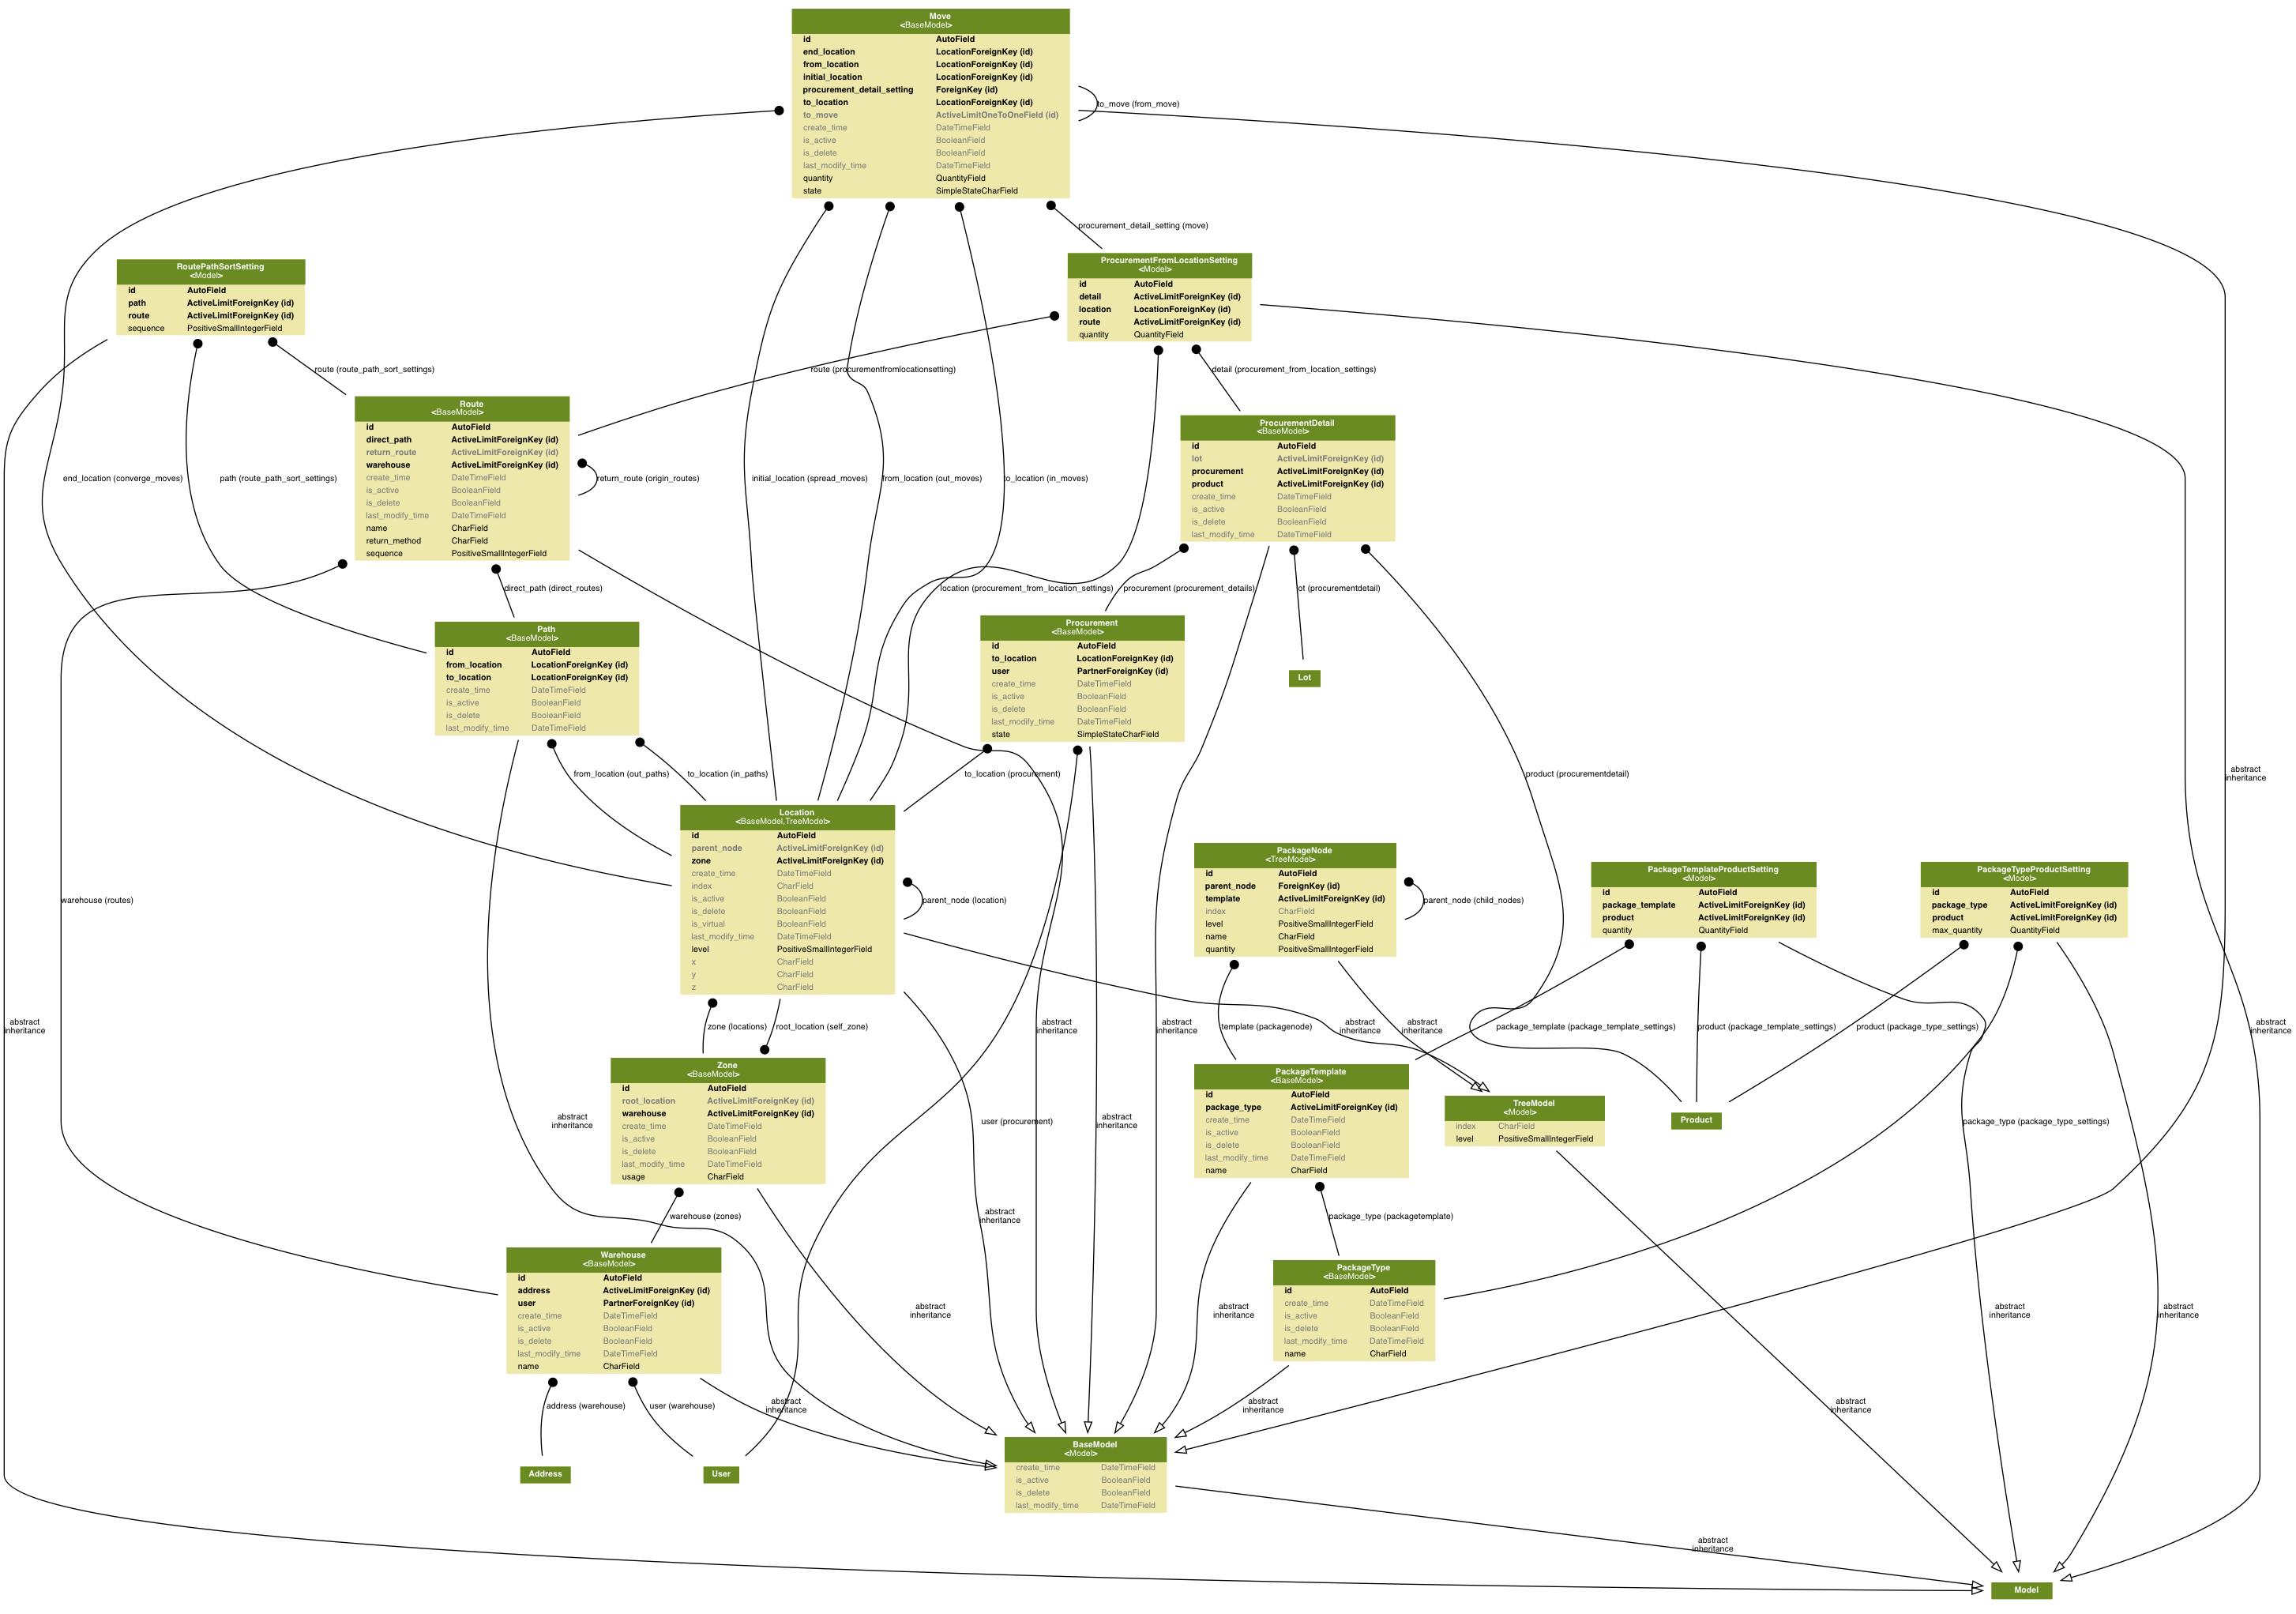 Move
<BaseModel>
id AutoField
end_location LocationForeignKey (id)
from_location LocationForeignKey (id)
initial_location LocationForeignKey (id)
procurement_detail_setting ForeignKey (id)
to_location LocationForeignKey (id)
to_move ActiveLimitOneToOneField (id)
create_time DateTimeField
is_active BooleanField
is_delete BooleanField
last_modify_time DateTimeField
quantity QuantityField
state SimpleStateCharField
to_move (from_move)
procurement_detail_setting (move)
RoutePathSortSetting
<Model>
id AutoField
path ActiveLimitForeignKey (id)
route ActiveLimitForeignKey (id)
sequence PositiveSmallIntegerField
ProcurementFromLocationSetting
<Model>
id AutoField
detail ActiveLimitForeignKey (id)
location LocationForeignKey (id)
route ActiveLimitForeignKey (id)
quantity QuantityField
route (route_path_sort_settings)
route (procurementfromlocationsetting)
detail (procurement_from_location_settings)
Route
<BaseModel>
id AutoField
direct_path ActiveLimitForeignKey (id)
return_route ActiveLimitForeignKey (id)
warehouse ActiveLimitForeignKey (id)
create_time DateTimeField
is_active BooleanField
is_delete BooleanField
last_modify_time DateTimeField
name CharField
return_method CharField
sequence PositiveSmallIntegerField
ProcurementDetail
<BaseModel>
id AutoField
lot ActiveLimitForeignKey (id)
procurement ActiveLimitForeignKey (id)
product ActiveLimitForeignKey (id)
create_time DateTimeField
is_active BooleanField
is_delete BooleanField
last_modify_time DateTimeField
end_location (converge_moves)
path (route_path_sort_settings)
return_route (origin_routes)
initial_location (spread_moves)
from_location (out_moves)
to_location (in_moves)
direct_path (direct_routes)
location (procurement_from_location_settings)
procurement (procurement_details)
lot (procurementdetail)
Path
<BaseModel>
id AutoField
from_location LocationForeignKey (id)
to_location LocationForeignKey (id)
create_time DateTimeField
is_active BooleanField
is_delete BooleanField
last_modify_time DateTimeField
Procurement
<BaseModel>
id AutoField
to_location LocationForeignKey (id)
user PartnerForeignKey (id)
create_time DateTimeField
is_active BooleanField
is_delete BooleanField
last_modify_time DateTimeField
state SimpleStateCharField
Lot
from_location (out_paths)
to_location (in_paths)
to_location (procurement)
product (procurementdetail)
abstract
inheritance
Location
<BaseModel,TreeModel>
id AutoField
parent_node ActiveLimitForeignKey (id)
zone ActiveLimitForeignKey (id)
create_time DateTimeField
index CharField
is_active BooleanField
is_delete BooleanField
is_virtual BooleanField
last_modify_time DateTimeField
level PositiveSmallIntegerField
x CharField
y CharField
z CharField
PackageNode
<TreeModel>
id AutoField
parent_node ForeignKey (id)
template ActiveLimitForeignKey (id)
index CharField
level PositiveSmallIntegerField
name CharField
quantity PositiveSmallIntegerField
PackageTemplateProductSetting
<Model>
id AutoField
package_template ActiveLimitForeignKey (id)
product ActiveLimitForeignKey (id)
quantity QuantityField
PackageTypeProductSetting
<Model>
id AutoField
package_type ActiveLimitForeignKey (id)
product ActiveLimitForeignKey (id)
max_quantity QuantityField
warehouse (routes)
parent_node (location)
parent_node (child_nodes)
abstract
inheritance
zone (locations)
root_location (self_zone)
abstract
inheritance
abstract
inheritance
template (packagenode)
abstract
inheritance
abstract
inheritance
package_template (package_template_settings)
product (package_template_settings)
product (package_type_settings)
abstract
inheritance
Zone
<BaseModel>
id AutoField
root_location ActiveLimitForeignKey (id)
warehouse ActiveLimitForeignKey (id)
create_time DateTimeField
is_active BooleanField
is_delete BooleanField
last_modify_time DateTimeField
usage CharField
PackageTemplate
<BaseModel>
id AutoField
package_type ActiveLimitForeignKey (id)
create_time DateTimeField
is_active BooleanField
is_delete BooleanField
last_modify_time DateTimeField
name CharField
TreeModel
<Model>
index CharField
level PositiveSmallIntegerField
Product
abstract
inheritance
user (procurement)
abstract
inheritance
package_type (package_type_settings)
warehouse (zones)
abstract
inheritance
package_type (packagetemplate)
Warehouse
<BaseModel>
id AutoField
address ActiveLimitForeignKey (id)
user PartnerForeignKey (id)
create_time DateTimeField
is_active BooleanField
is_delete BooleanField
last_modify_time DateTimeField
name CharField
PackageType
<BaseModel>
id AutoField
create_time DateTimeField
is_active BooleanField
is_delete BooleanField
last_modify_time DateTimeField
name CharField
abstract
inheritance
abstract
inheritance
abstract
inheritance
abstract
inheritance
address (warehouse)
user (warehouse)
abstract
inheritance
abstract
inheritance
abstract
inheritance
Address
User
BaseModel
<Model>
create_time DateTimeField
is_active BooleanField
is_delete BooleanField
last_modify_time DateTimeField
abstract
inheritance
Model